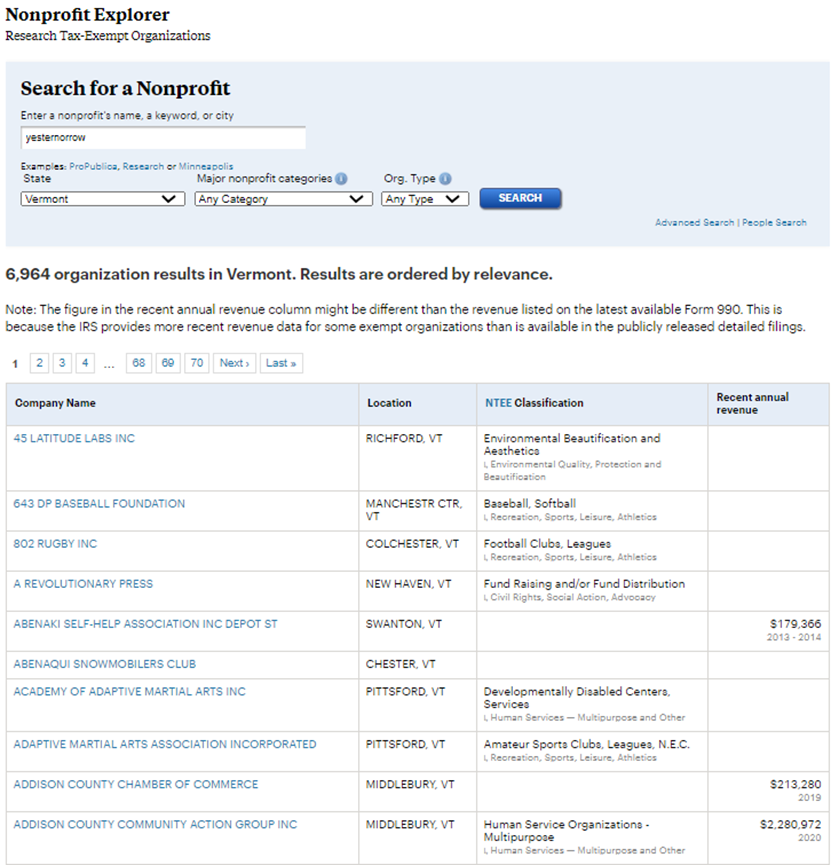 Nonprofit Explorer
Research Tax-Exempt Organizations
Search for a Nonprofit
Enter a nonprofit's name, a keyword, or city
yesternorrow
Examples: ProPublica, Research or Minneapolis
State Major nonprofit categories i Org. Type i
Vermont Any Category Any Type SEARCH
Advanced Search | People Search
6,964 organization results in Vermont. Results are ordered by relevance.
Note: The figure in the recent annual revenue column might be different than the revenue listed on the latest available Form 990. This is
because the IRS provides more recent revenue data for some exempt organizations than is available in the publicly released detailed filings.
1 2 3 4 ... 68 69 70 Next › Last »
Company Name Location NTEE Classification Recent annual
revenue
45 LATITUDE LABS INC RICHFORD, VT Environmental Beautification and
Aesthetics
Environmental Quality, Protection and
Beautification
643 DP BASEBALL FOUNDATION MANCHESTR CTR, Baseball, Softball
VT Recreation, Sports, Leisure, Athletics
802 RUGBY INC COLCHESTER, VT Football Clubs, Leagues
Recreation, Sports, Leisure, Athletics
A REVOLUTIONARY PRESS NEW HAVEN, VT Fund Raising and/or Fund Distribution
Civil Rights, Social Action, Advocacy
ABENAKI SELF-HELP ASSOCIATION INC DEPOT ST SWANTON, VT $179,366
2013 - 2014
ABENAQUI SNOWMOBILERS CLUB CHESTER, VT
ACADEMY OF ADAPTIVE MARTIAL ARTS INC PITTSFORD, VT Developmentally Disabled Centers,
Services
Human Services — Multipurpose and Other
ADAPTIVE MARTIAL ARTS ASSOCIATION INCORPORATED PITTSFORD, VT Amateur Sports Clubs, Leagues, N.E.C.
Recreation, Sports, Leisure, Athletics
ADDISON COUNTY CHAMBER OF COMMERCE MIDDLEBURY, VT $213,280
2019
ADDISON COUNTY COMMUNITY ACTION GROUP INC MIDDLEBURY, VT Human Service Organizations - $2,280,972
Multipurpose 2020
Human Services — Multipurpose and Other